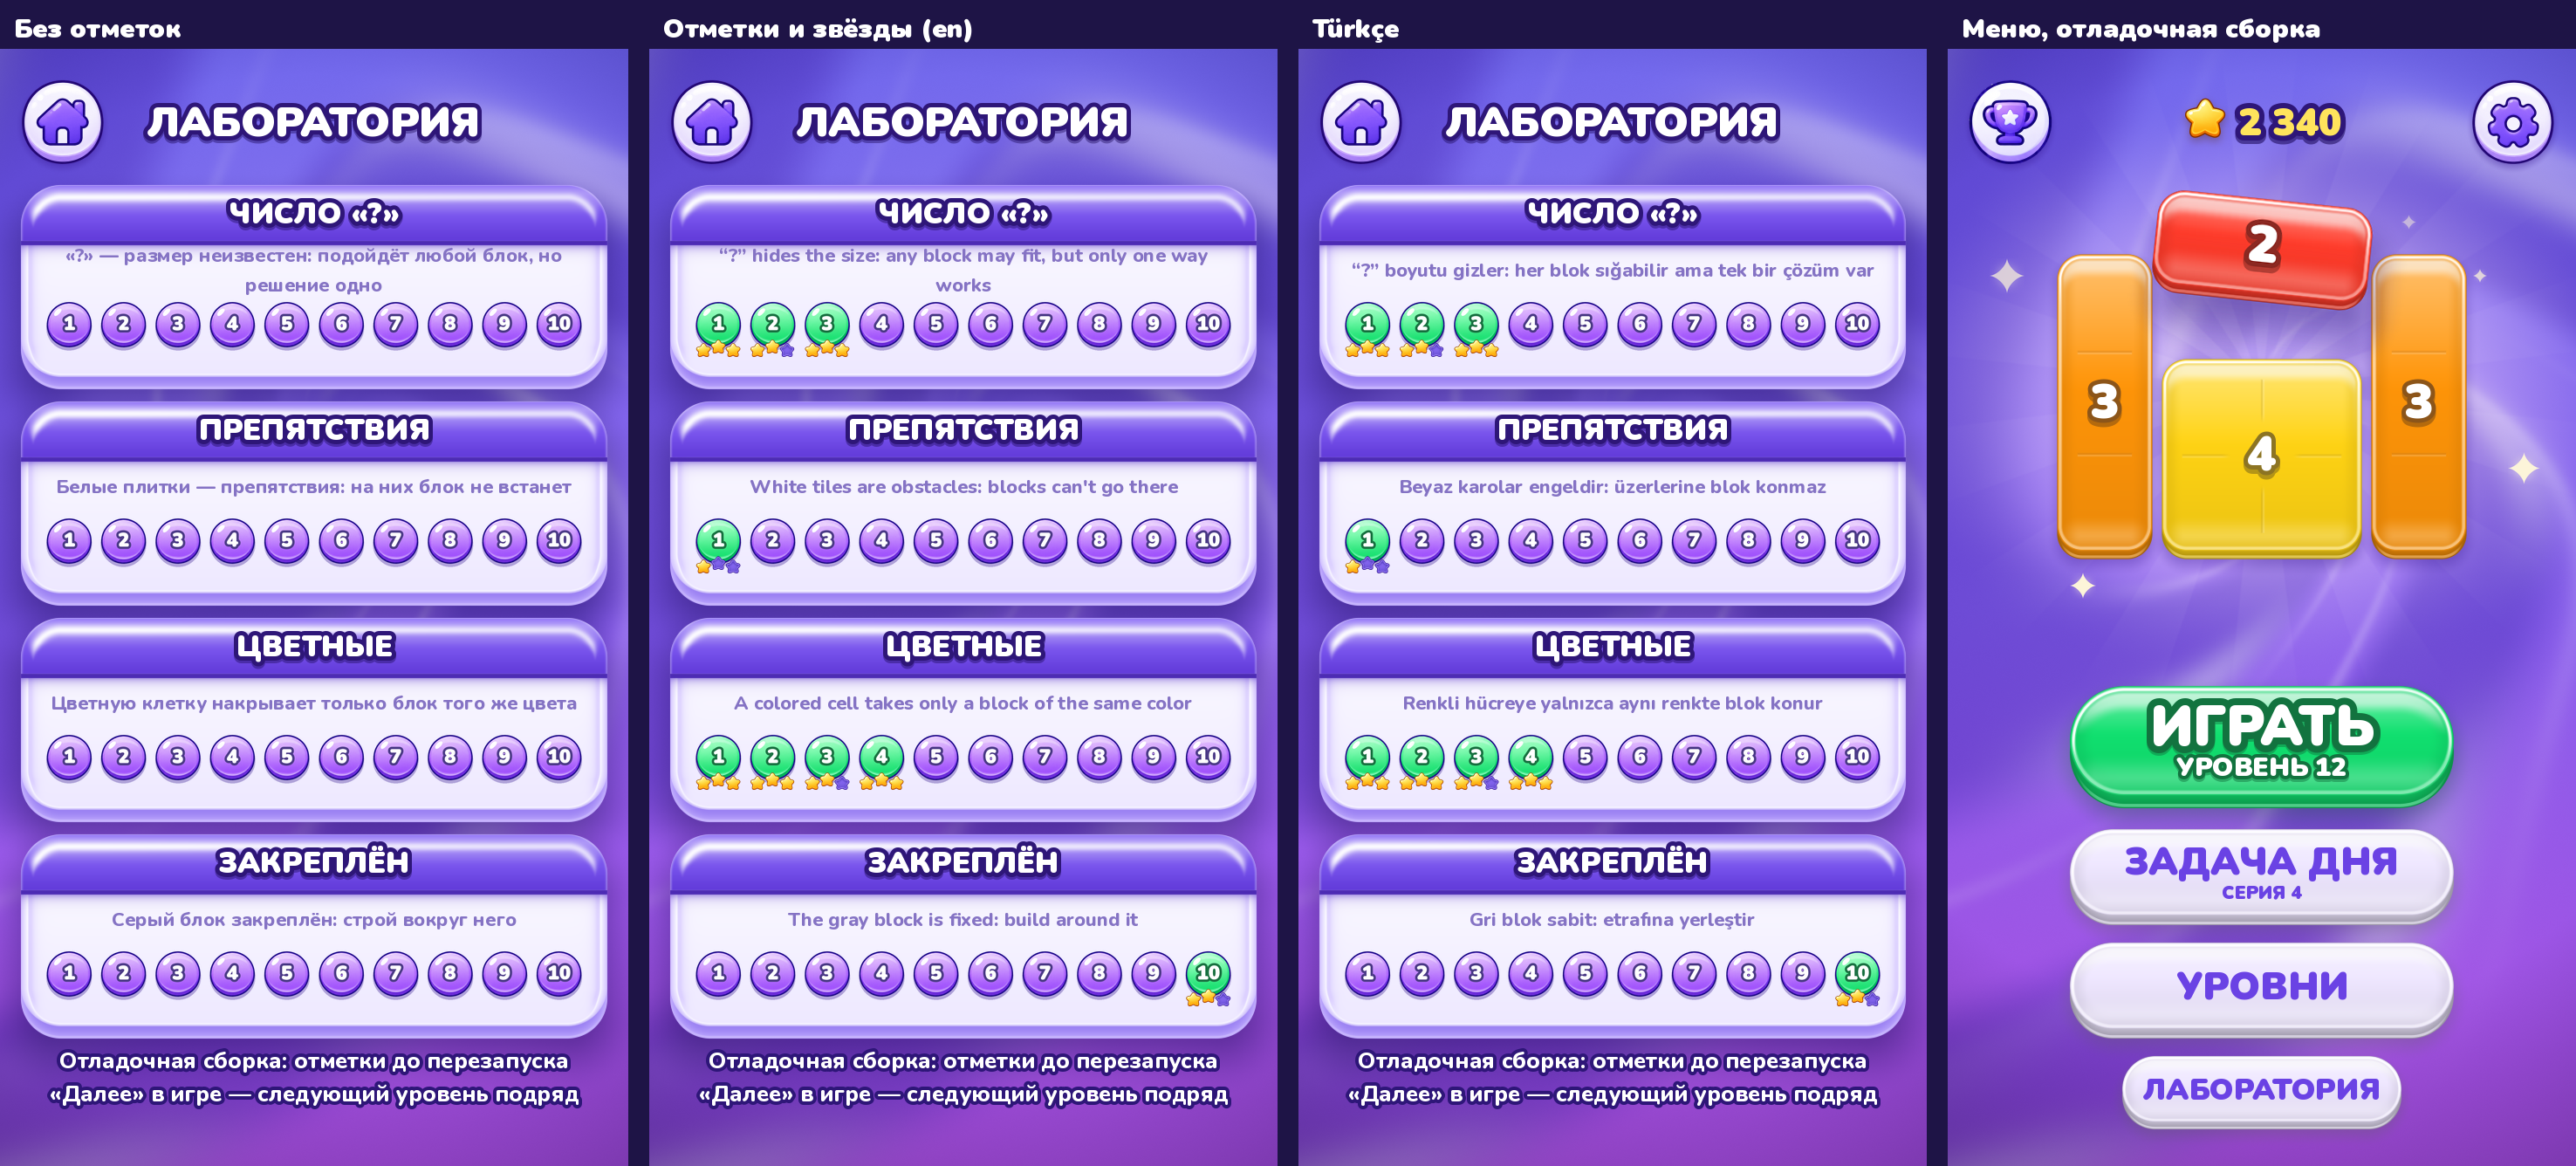 Без отметок
ЛАБОРАТОРИЯ
ЧИСЛО «?»
«?» — размер неизвестен: подойдёт любой блок, но
решение одно
1 2 3 4 5 6 7 8 9 10
ПРЕПЯТСТВИЯ
Белые плитки — препятствия: на них блок не встанет
1 2 3 4 5 6 7 8 9 10
ЦВЕТНЫЕ
Цветную клетку накрывает только блок того же цвета
1 2 3 4 5 6 7 8 9 10
ЗАКРЕПЛЁН
Серый блок закреплён: строй вокруг него
1 2 3 4 5 6 7 8 9 10
Отладочная сборка: отметки до перезапуска
«Далее» в игре — следующий уровень подряд
Отметки и звёзды (en)
ЛАБОРАТОРИЯ
ЧИСЛО «?»
“?” hides the size: any block may fit, but only one way
works
1 2 3 4 5 6 7 8 9 10
ПРЕПЯТСТВИЯ
White tiles are obstacles: blocks can't go there
1 2 3 4 5 6 7 8 9 10
ЦВЕТНЫЕ
A colored cell takes only a block of the same color
1 2 3 4 5 6 7 8 9 10
ЗАКРЕПЛЁН
The gray block is fixed: build around it
1 2 3 4 5 6 7 8 9 10
Отладочная сборка: отметки до перезапуска
«Далее» в игре — следующий уровень подряд
Türkçe
ЛАБОРАТОРИЯ
ЧИСЛО «?»
“?” boyutu gizler: her blok sığabilir ama tek bir çözüm var
1 2 3 4 5 6 7 8 9 10
ПРЕПЯТСТВИЯ
Beyaz karolar engeldir: üzerlerine blok konmaz
1 2 3 4 5 6 7 8 9 10
ЦВЕТНЫЕ
Renkli hücreye yalnızca aynı renkte blok konur
1 2 3 4 5 6 7 8 9 10
ЗАКРЕПЛЁН
Gri blok sabit: etrafına yerleştir
1 2 3 4 5 6 7 8 9 10
Отладочная сборка: отметки до перезапуска
«Далее» в игре — следующий уровень подряд
Меню, отладочная сборка
2 340
2
3
3
4
ИГРАТЬ
УРОВЕНЬ 12
ЗАДАЧА ДНЯ
СЕРИЯ 4
УРОВНИ
ЛАБОРАТОРИЯ